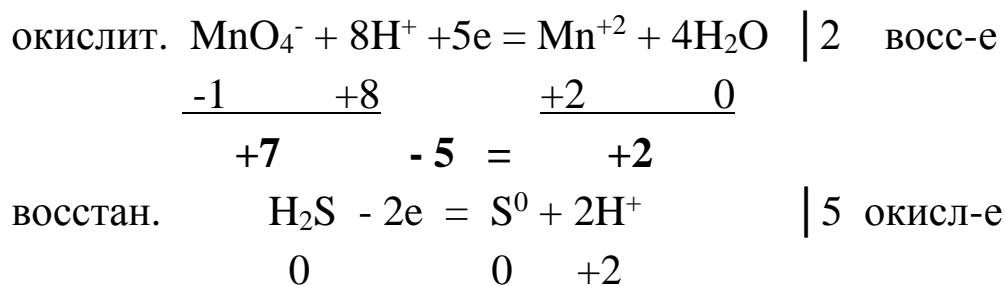 окислит. MnO₄⁻ + 8H⁺ +5e = Mn⁺² + 4H₂O | 2 восс-е
-1 +8 +2 0
+7 - 5 = +2
восстан. H₂S - 2e = S⁰ + 2H⁺ | 5 окисл-е
0 0 +2